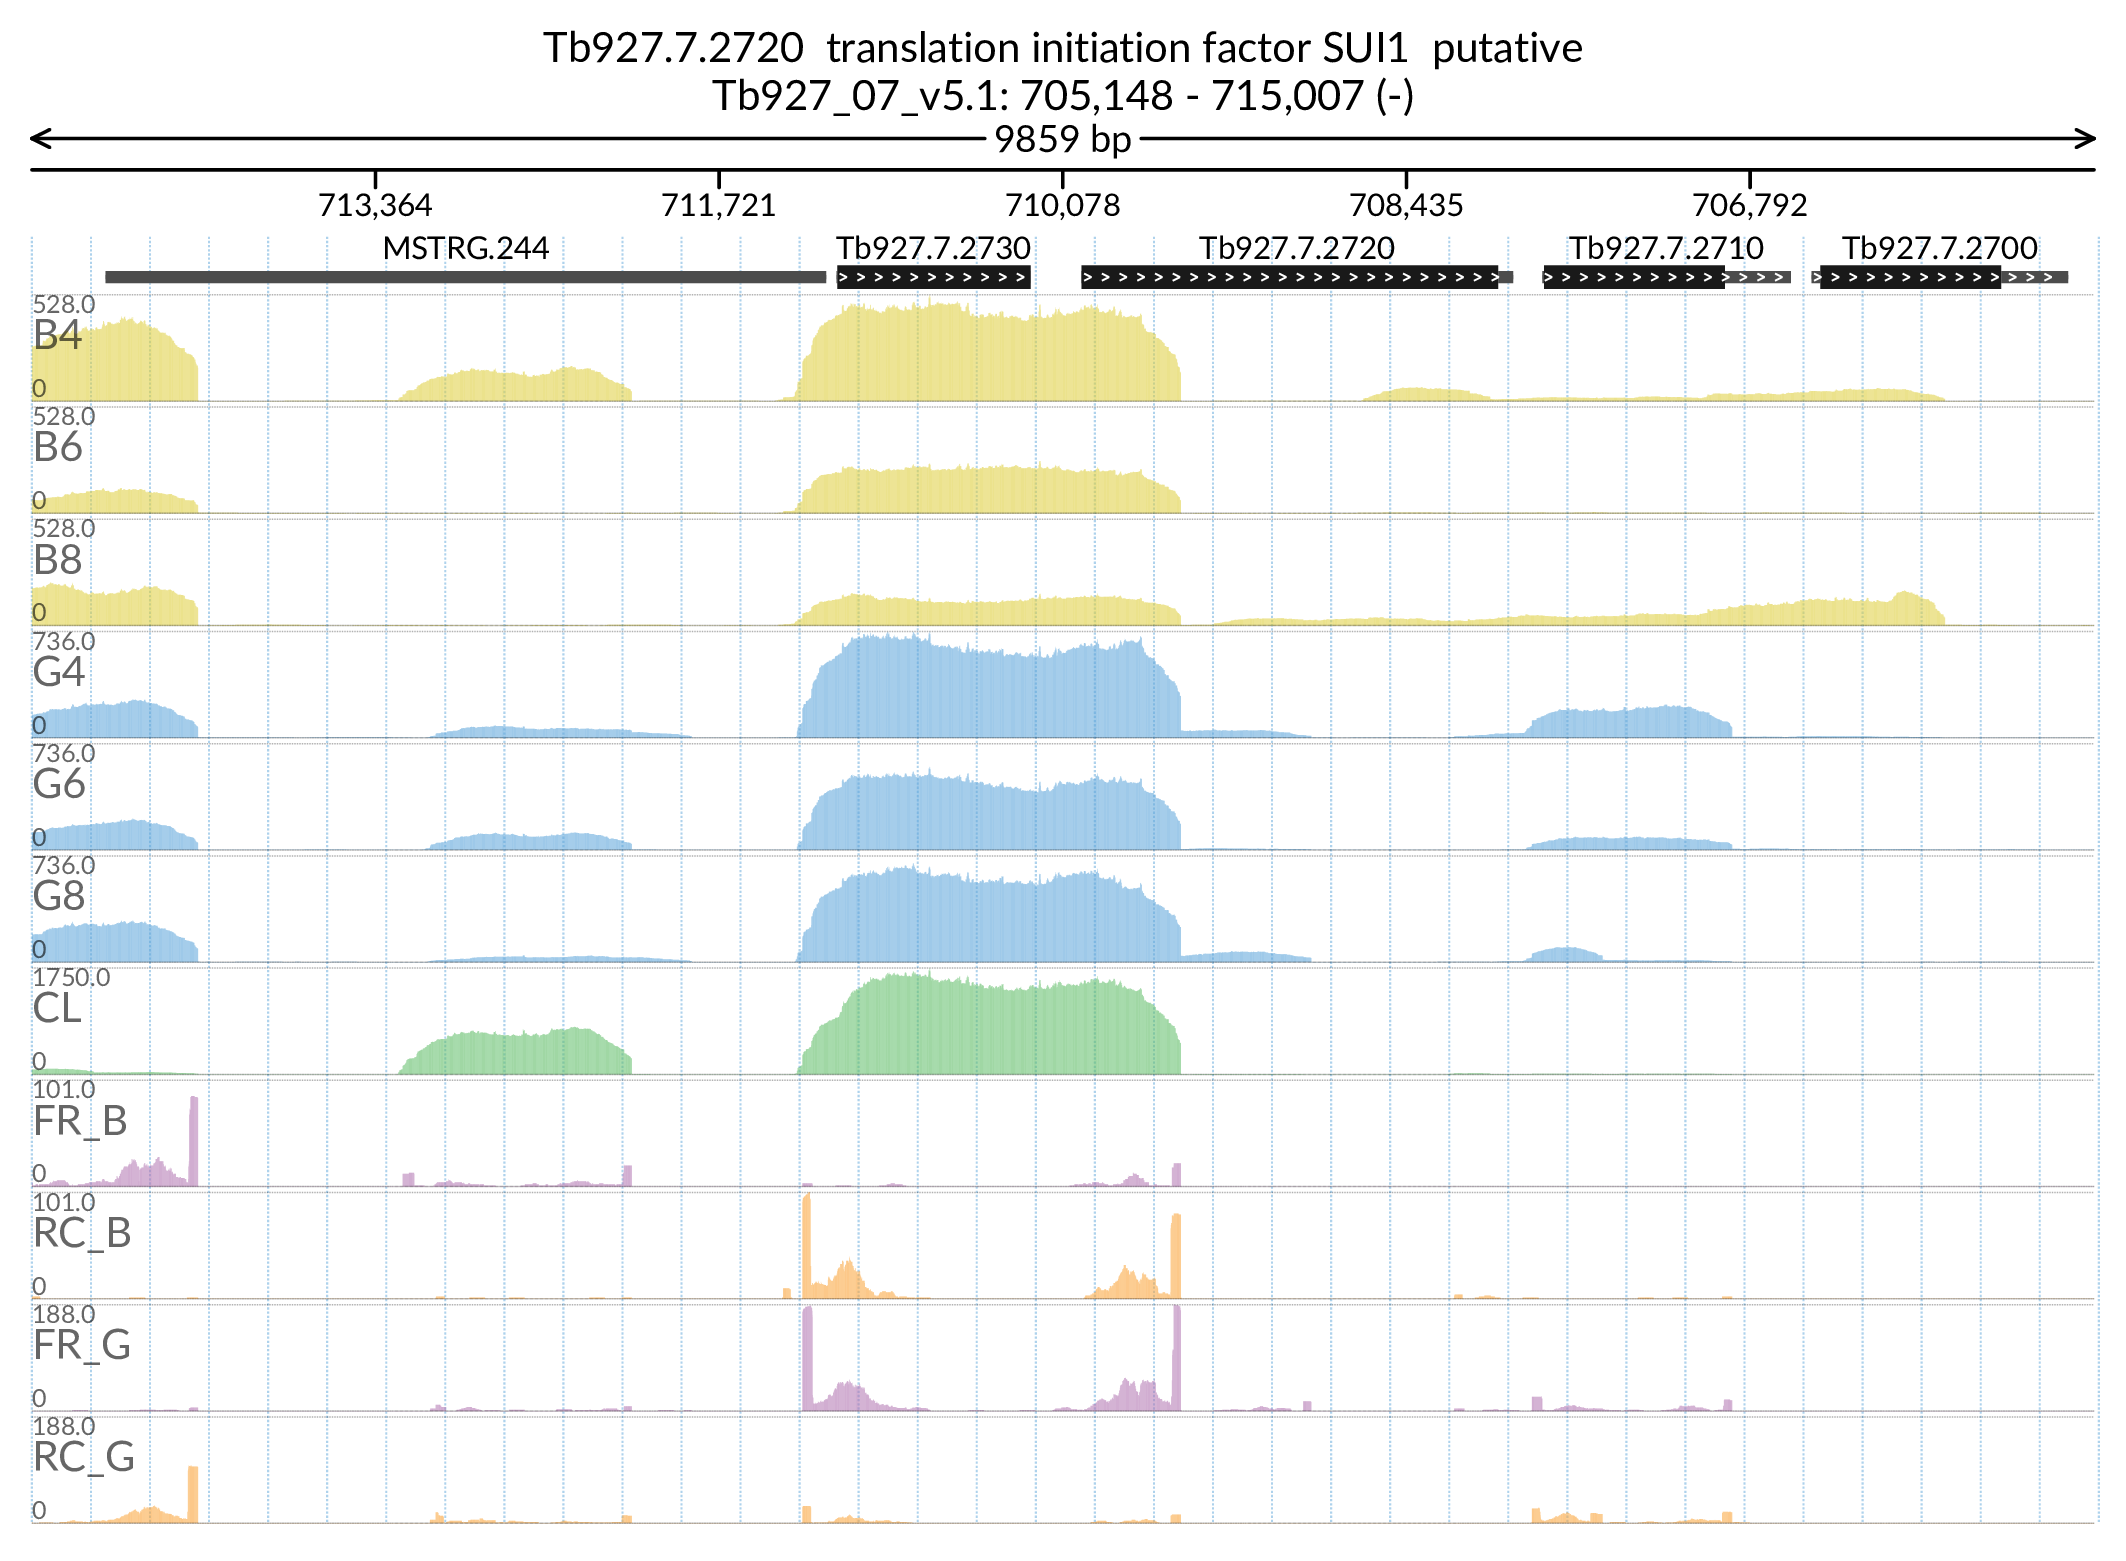 Tb927.7.2720  translation initiation factor SUI1  putative
Tb927_07_v5.1: 705,148 - 715,007 (-)
9859 bp
713,364 711,721 710,078 708,435 706,792
MSTRG.244 Tb927.7.2730 Tb927.7.2720 Tb927.7.2710 Tb927.7.2700
528.0
B4
0
528.0
B6
0
528.0
B8
0
736.0
G4
0
736.0
G6
0
736.0
G8
0
1750.0
CL
0
101.0
FR_B
0
101.0
RC_B
0
188.0
FR_G
0
188.0
RC_G
0